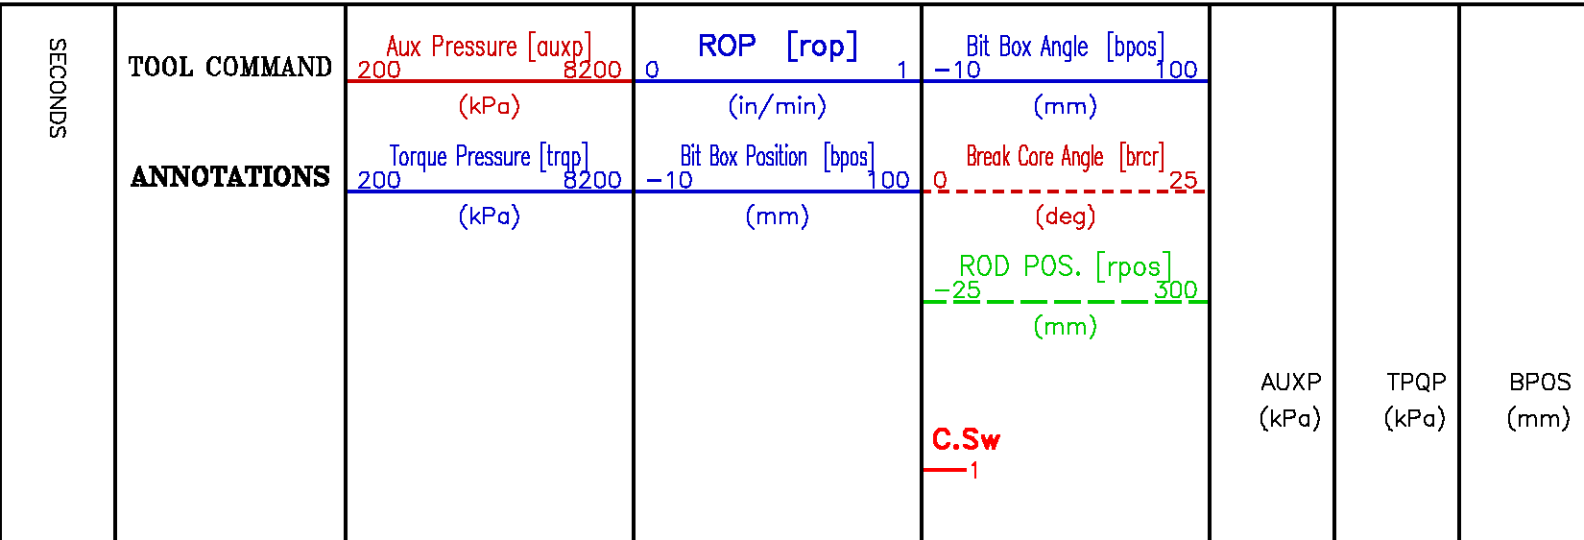 SECONDS
TOOL COMMAND
ANNOTATIONS
Aux Pressure [auxp]
200 8200
(kPa)
Torque Pressure [trqp]
200 8200
(kPa)
ROP [rop]
0 1
(in/min)
Bit Box Position [bpos]
-10 100
(mm)
Bit Box Angle [bpos]
-10 100
(mm)
Break Core Angle [brcr]
0 25
(deg)
ROD POS. [rpos]
-25 300
(mm)
C.Sw
1
AUXP
(kPa)
TPQP
(kPa)
BPOS
(mm)